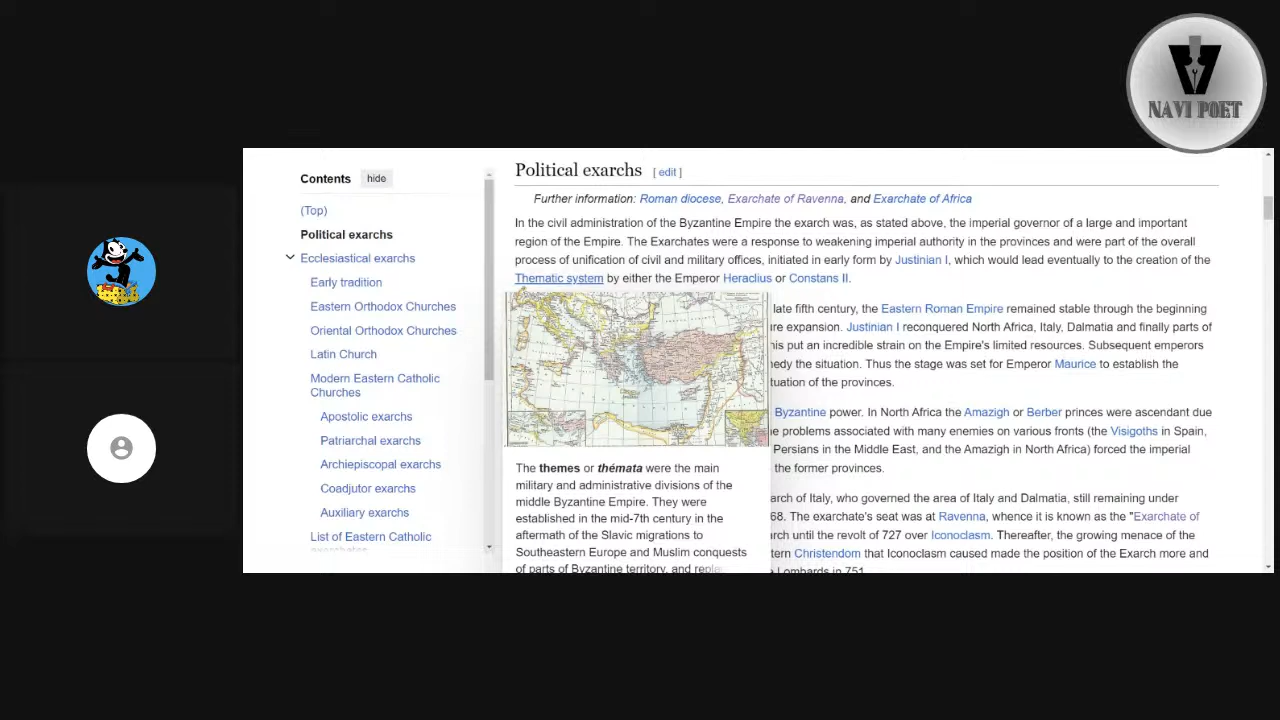 NAVI POET
Contents hide
(Top)
Political exarchs
Ecclesiastical exarchs
Early tradition
Eastern Orthodox Churches
Oriental Orthodox Churches
Latin Church
Modern Eastern Catholic
Churches
Apostolic exarchs
Patriarchal exarchs
Archiepiscopal exarchs
Coadjutor exarchs
Auxiliary exarchs
List of Eastern Catholic
Political exarchs [ edit ]
Further information: Roman diocese, Exarchate of Ravenna, and Exarchate of Africa
In the civil administration of the Byzantine Empire the exarch was, as stated above, the imperial governor of a large and important
region of the Empire. The Exarchates were a response to weakening imperial authority in the provinces and were part of the overall
process of unification of civil and military offices, initiated in early form by Justinian I, which would lead eventually to the creation of the
Thematic system by either the Emperor Heraclius or Constans II.
late fifth century, the Eastern Roman Empire remained stable through the beginning
re expansion. Justinian I reconquered North Africa, Italy, Dalmatia and finally parts of
his put an incredible strain on the Empire's limited resources. Subsequent emperors
nedy the situation. Thus the stage was set for Emperor Maurice to establish the
tuation of the provinces.
Byzantine power. In North Africa the Amazigh or Berber princes were ascendant due
e problems associated with many enemies on various fronts (the Visigoths in Spain,
Persians in the Middle East, and the Amazigh in North Africa) forced the imperial
the former provinces.
arch of Italy, who governed the area of Italy and Dalmatia, still remaining under
68. The exarchate's seat was at Ravenna, whence it is known as the "Exarchate of
rch until the revolt of 727 over Iconoclasm. Thereafter, the growing menace of the
tern Christendom that Iconoclasm caused made the position of the Exarch more and
e Lombards in 751.
The themes or thémata were the main
military and administrative divisions of the
middle Byzantine Empire. They were
established in the mid-7th century in the
aftermath of the Slavic migrations to
Southeastern Europe and Muslim conquests
of parts of Byzantine territory, and repla